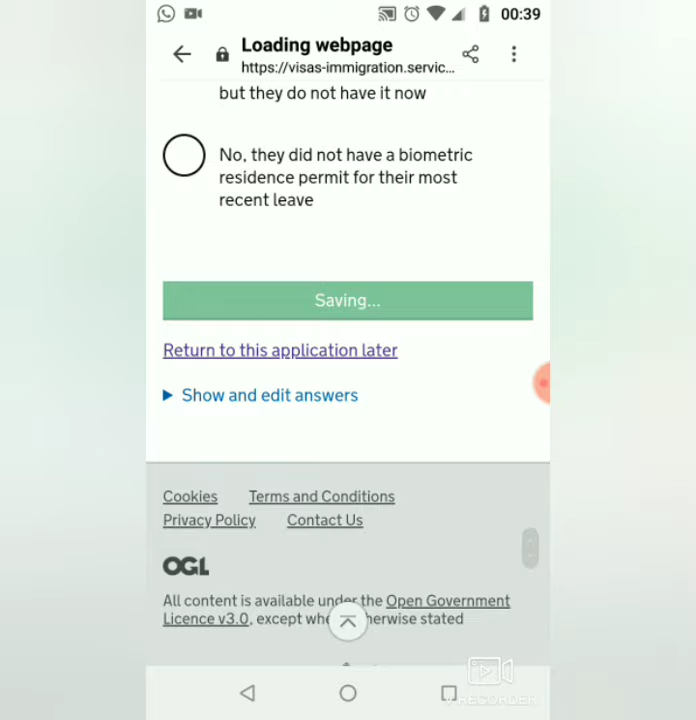 00:39
Loading webpage
https://visas-immigration.servic...
but they do not have it now
No, they did not have a biometric
residence permit for their most
recent leave
Saving...
Return to this application later
Show and edit answers
Cookies Terms and Conditions
Privacy Policy Contact Us
OGL
All content is available under the Open Government
Licence v3.0, except whe herwise stated
RECORDER